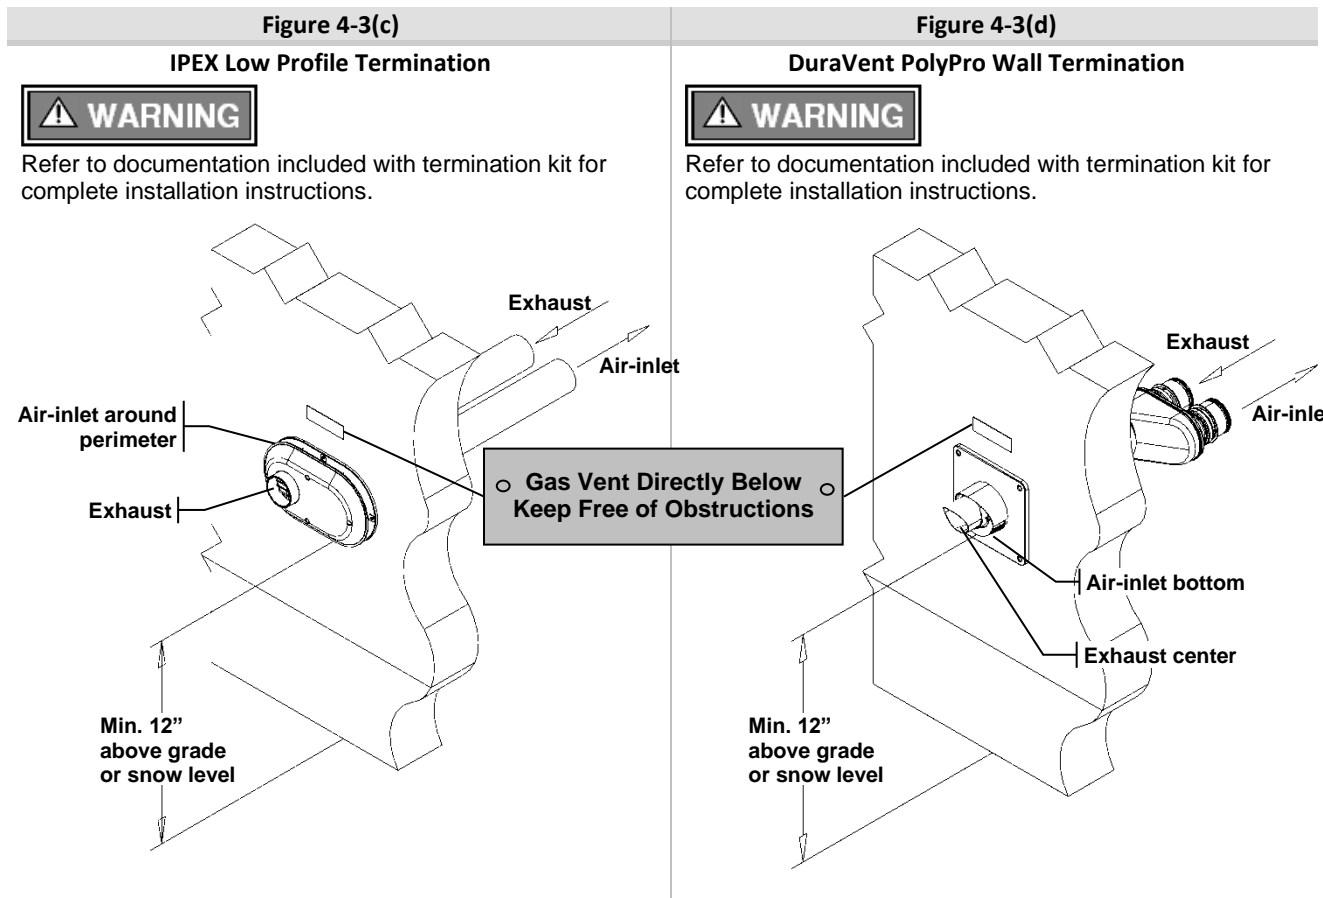 Figure 4-3(c)
IPEX Low Profile Termination
WARNING
Refer to documentation included with termination kit for
complete installation instructions.
Exhaust
Air-inlet
Air-inlet around
perimeter
Exhaust
Min. 12”
above grade
or snow level
Gas Vent Directly Below
Keep Free of Obstructions
Figure 4-3(d)
DuraVent PolyPro Wall Termination
WARNING
Refer to documentation included with termination kit for
complete installation instructions.
Exhaust
Air-inle
Air-inlet bottom
Exhaust center
Min. 12”
above grade
or snow level